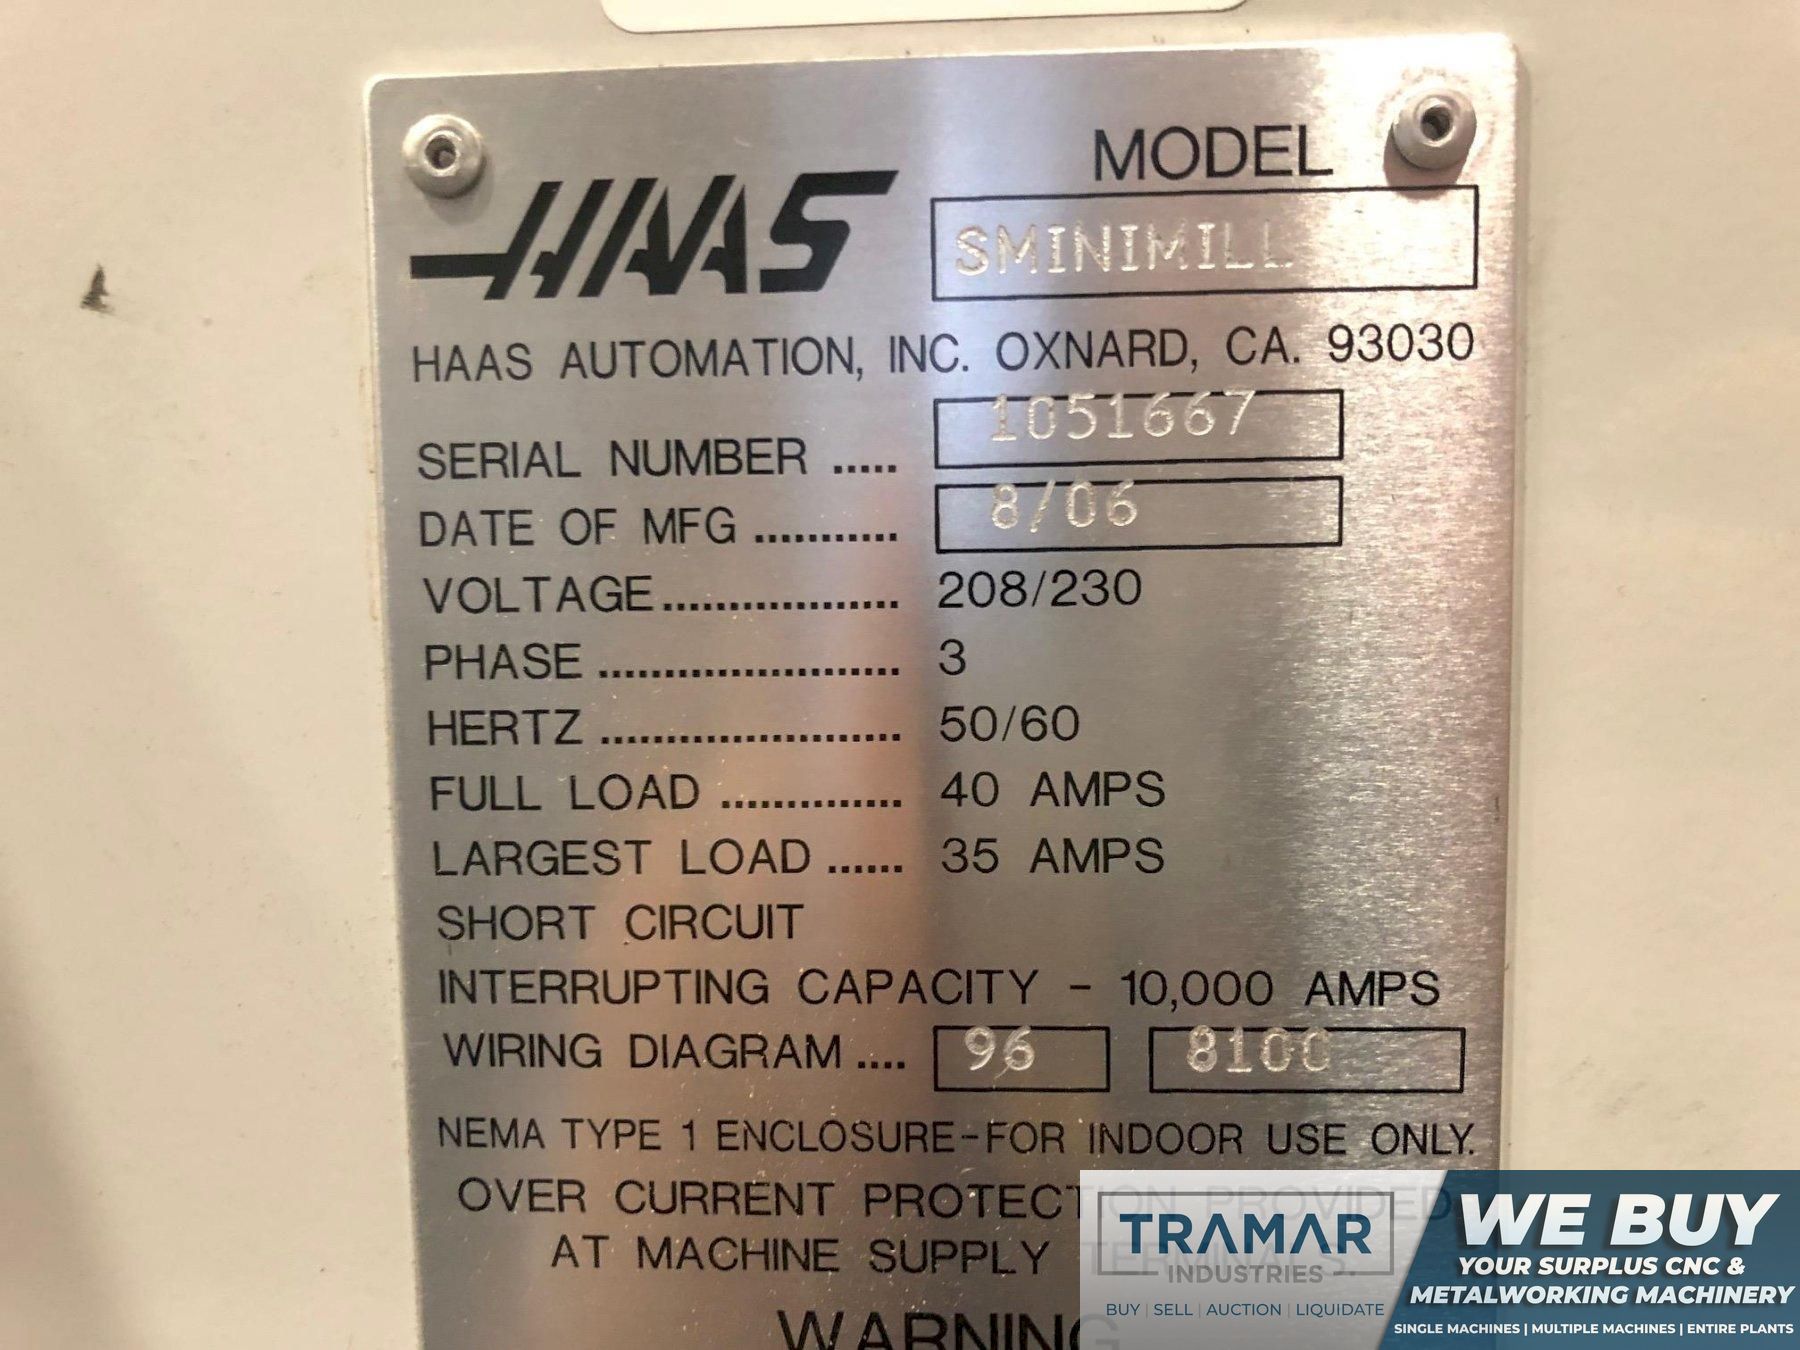 MODEL
HAAS SMINIMILL
HAAS AUTOMATION, INC. OXNARD, CA. 93030
SERIAL NUMBER ..... 1051667
DATE OF MFG ........... 8/06
VOLTAGE.................. 208/230
PHASE ....................... 3
HERTZ ....................... 50/60
FULL LOAD .............. 40 AMPS
LARGEST LOAD ...... 35 AMPS
SHORT CIRCUIT
INTERRUPTING CAPACITY - 10,000 AMPS
WIRING DIAGRAM .... 96 8100
NEMA TYPE 1 ENCLOSURE-FOR INDOOR USE ONLY.
OVER CURRENT PROTECTION PROVIDED
AT MACHINE SUPPLY TERMINALS.
WARNING
TRAMAR
INDUSTRIES
BUY | SELL | AUCTION | LIQUIDATE
WE BUY
YOUR SURPLUS CNC &
METALWORKING MACHINERY
SINGLE MACHINES | MULTIPLE MACHINES | ENTIRE PLANTS